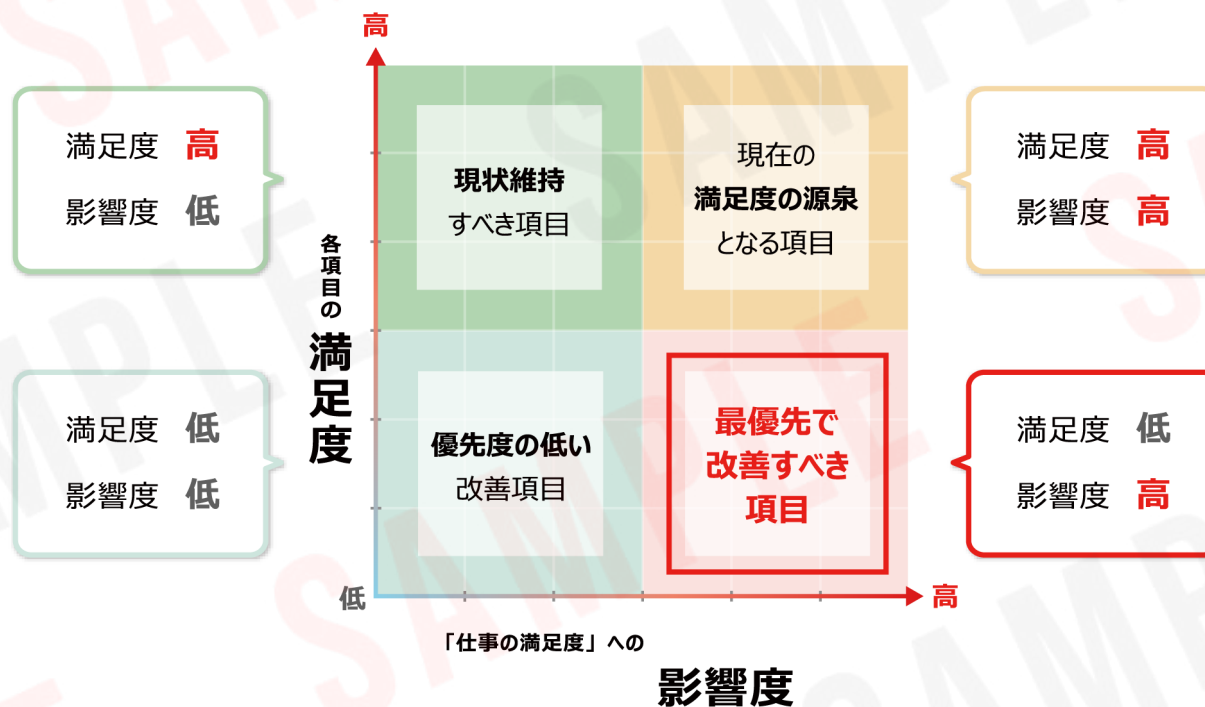 高
満足度 高
影響度 低
現状維持
すべき項目
現在の
満足度の源泉
となる項目
満足度 高
影響度 高
各項目の
満足度
満足度 低
影響度 低
優先度の低い
改善項目
最優先で
改善すべき
項目
満足度 低
影響度 高
低
高
「仕事の満足度」への
影響度
SAMPLE
SAMPLE
SAMPLE
SAMPLE